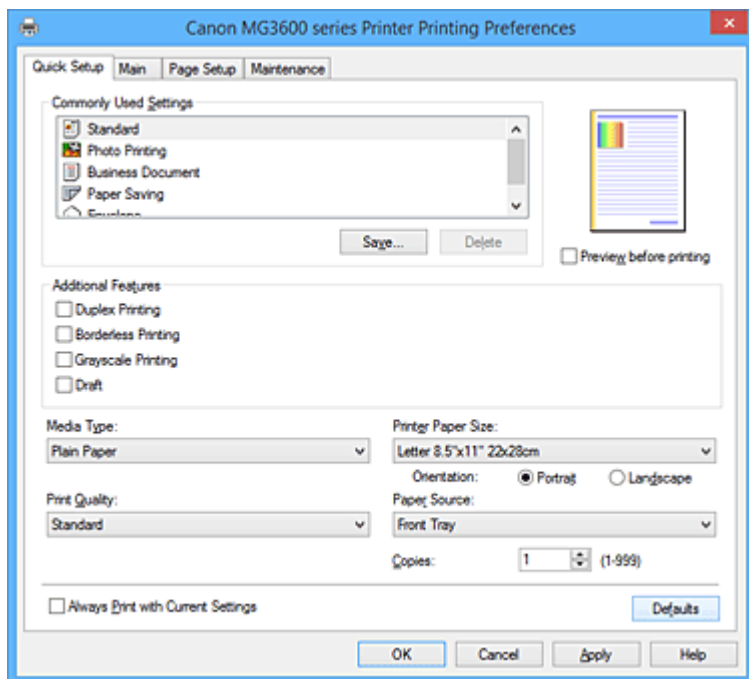 Canon MG3600 series Printer Printing Preferences
Quick Setup Main Page Setup Maintenance
Commonly Used Settings
Standard
Photo Printing
Business Document
Paper Saving
Envelope
Save... Delete
Preview before printing
Additional Features
Duplex Printing
Borderless Printing
Grayscale Printing
Draft
Media Type:
Plain Paper
Printer Paper Size:
Letter 8.5"x11" 22x28cm
Orientation: Portrait Landscape
Print Quality:
Standard
Paper Source:
Front Tray
Copies: 1 (1-999)
Always Print with Current Settings
Defaults
OK Cancel Apply Help